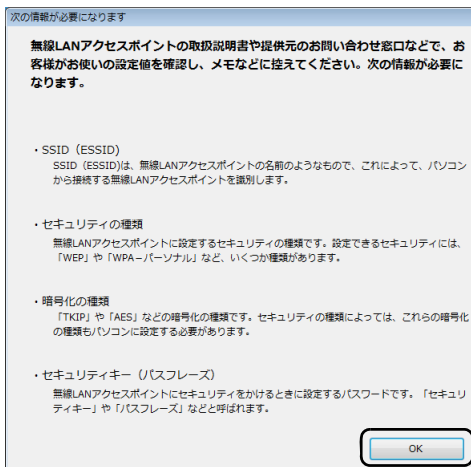 次の情報が必要になります
無線LANアクセスポイントの取扱説明書や提供元のお問い合わせ窓口などで、お
客様がお使いの設定値を確認し、メモなどに控えてください。次の情報が必要に
なります。
・SSID（ESSID)
SSID（ESSID)は、無線LANアクセスポイントの名前のようなもので、これによって、パソコン
から接続する無線LANアクセスポイントを識別します。
・セキュリティの種類
無線LANアクセスポイントに設定するセキュリティの種類です。設定できるセキュリティには、
「WEP」や「WPA－パーソナル」など、いくつか種類があります。
・暗号化の種類
「TKIP」や「AES」などの暗号化の種類です。セキュリティの種類によっては、これらの暗号化
の種類もパソコンに設定する必要があります。
・セキュリティキー（パスフレーズ）
無線LANアクセスポイントにセキュリティをかけるときに設定するパスワードです。「セキュリ
ティキー」や「パスフレーズ」などと呼ばれます。
OK